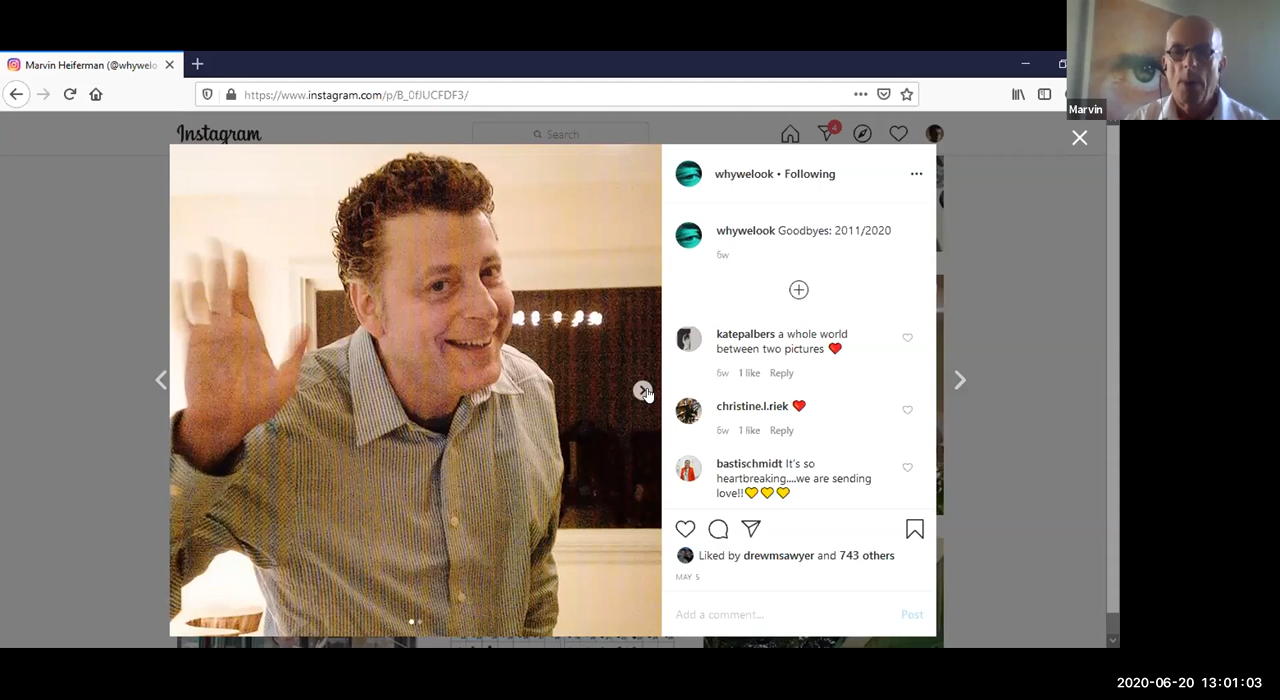 Marvin Heiferman (@whywelo
https://www.instagram.com/p/B_0fJUCFDF3/
Marvin
Instagram
Search
4
whywelook • Following
whywelook Goodbyes: 2011/2020
6w
katepalbers a whole world
between two pictures ❤
6w 1 like Reply
christine.l.riek ❤
6w 1 like Reply
bastischmidt It's so
heartbreaking....we are sending
love!!💛💛💛
Liked by drewmsawyer and 743 others
MAY 5
Add a comment...
Post
2020-06-20 13:01:03